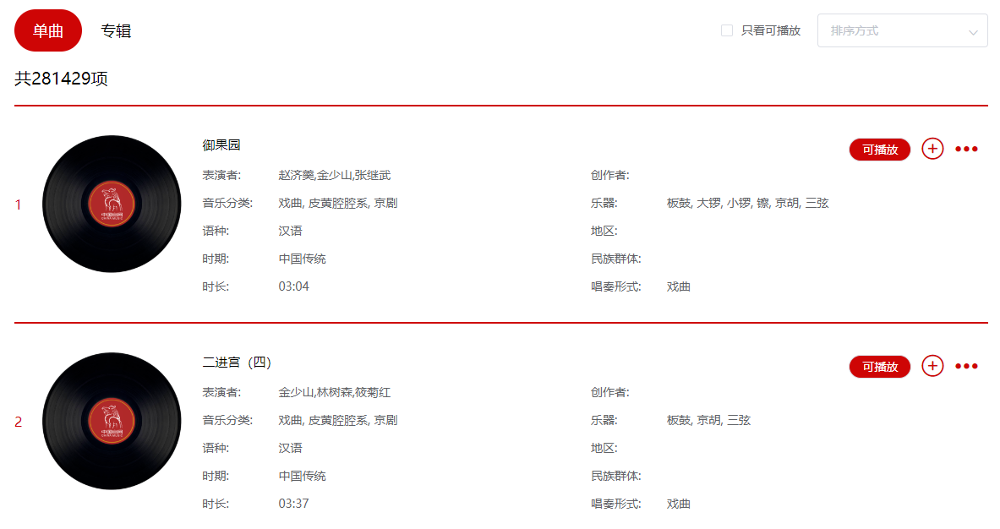 单曲 专辑 只看可播放 排序方式
共281429项
御果园 可播放
表演者: 赵济羹,金少山,张继武 创作者:
1 音乐分类: 戏曲, 皮黄腔腔系, 京剧 乐器: 板鼓, 大锣, 小锣, 镲, 京胡, 三弦
语种: 汉语 地区:
时期: 中国传统 民族群体:
时长: 03:04 唱奏形式: 戏曲
二进宫（四） 可播放
表演者: 金少山,林树森,筱菊红 创作者:
2 音乐分类: 戏曲, 皮黄腔腔系, 京剧 乐器: 板鼓, 京胡, 三弦
语种: 汉语 地区:
时期: 中国传统 民族群体:
时长: 03:37 唱奏形式: 戏曲